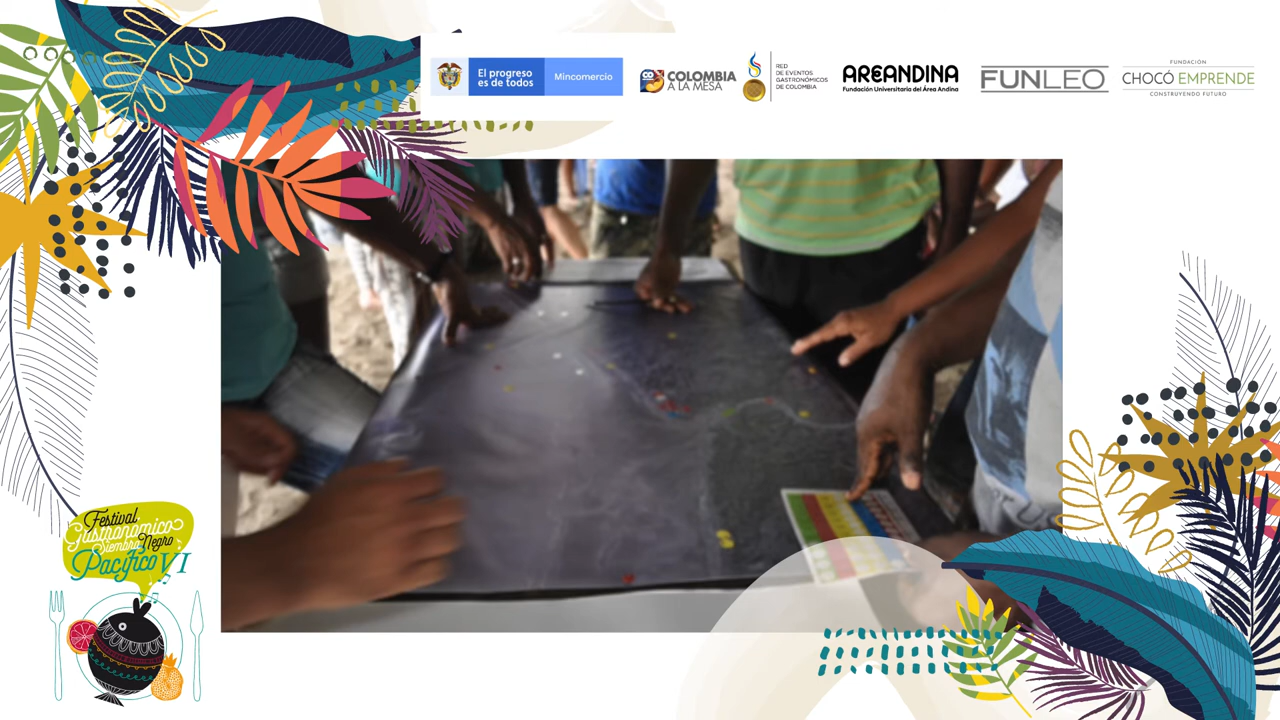 El progreso
es de todos
Mincomercio
COLOMBIA
A LA MESA
RED
DE EVENTOS
GASTRONÓMICOS
DE COLOMBIA
AREANDINA
Fundación Universitaria del Área Andina
FUNLEO
FUNDACIÓN
CHOCÓ EMPRENDE
CONSTRUYENDO FUTURO
Festival
Gastronómico
Siembra Negro
Pacífico VI